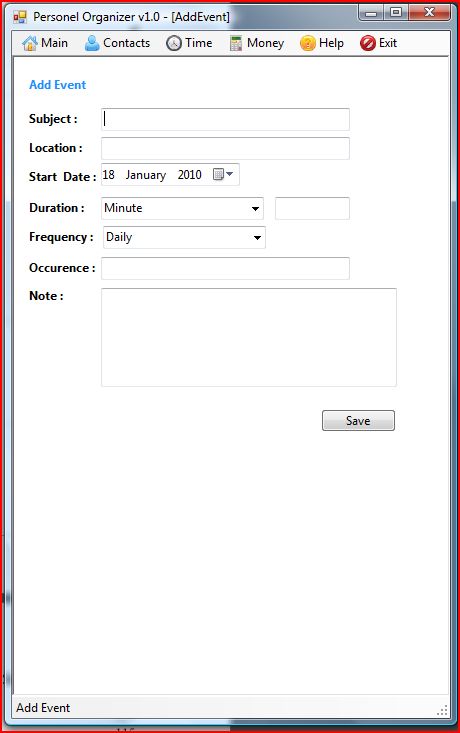 Personel Organizer v1.0 - [AddEvent]
Main Contacts Time Money Help Exit
Add Event
Subject :
Location :
Start Date : 18 January 2010
Duration : Minute
Frequency : Daily
Occurence :
Note :
Save
Add Event